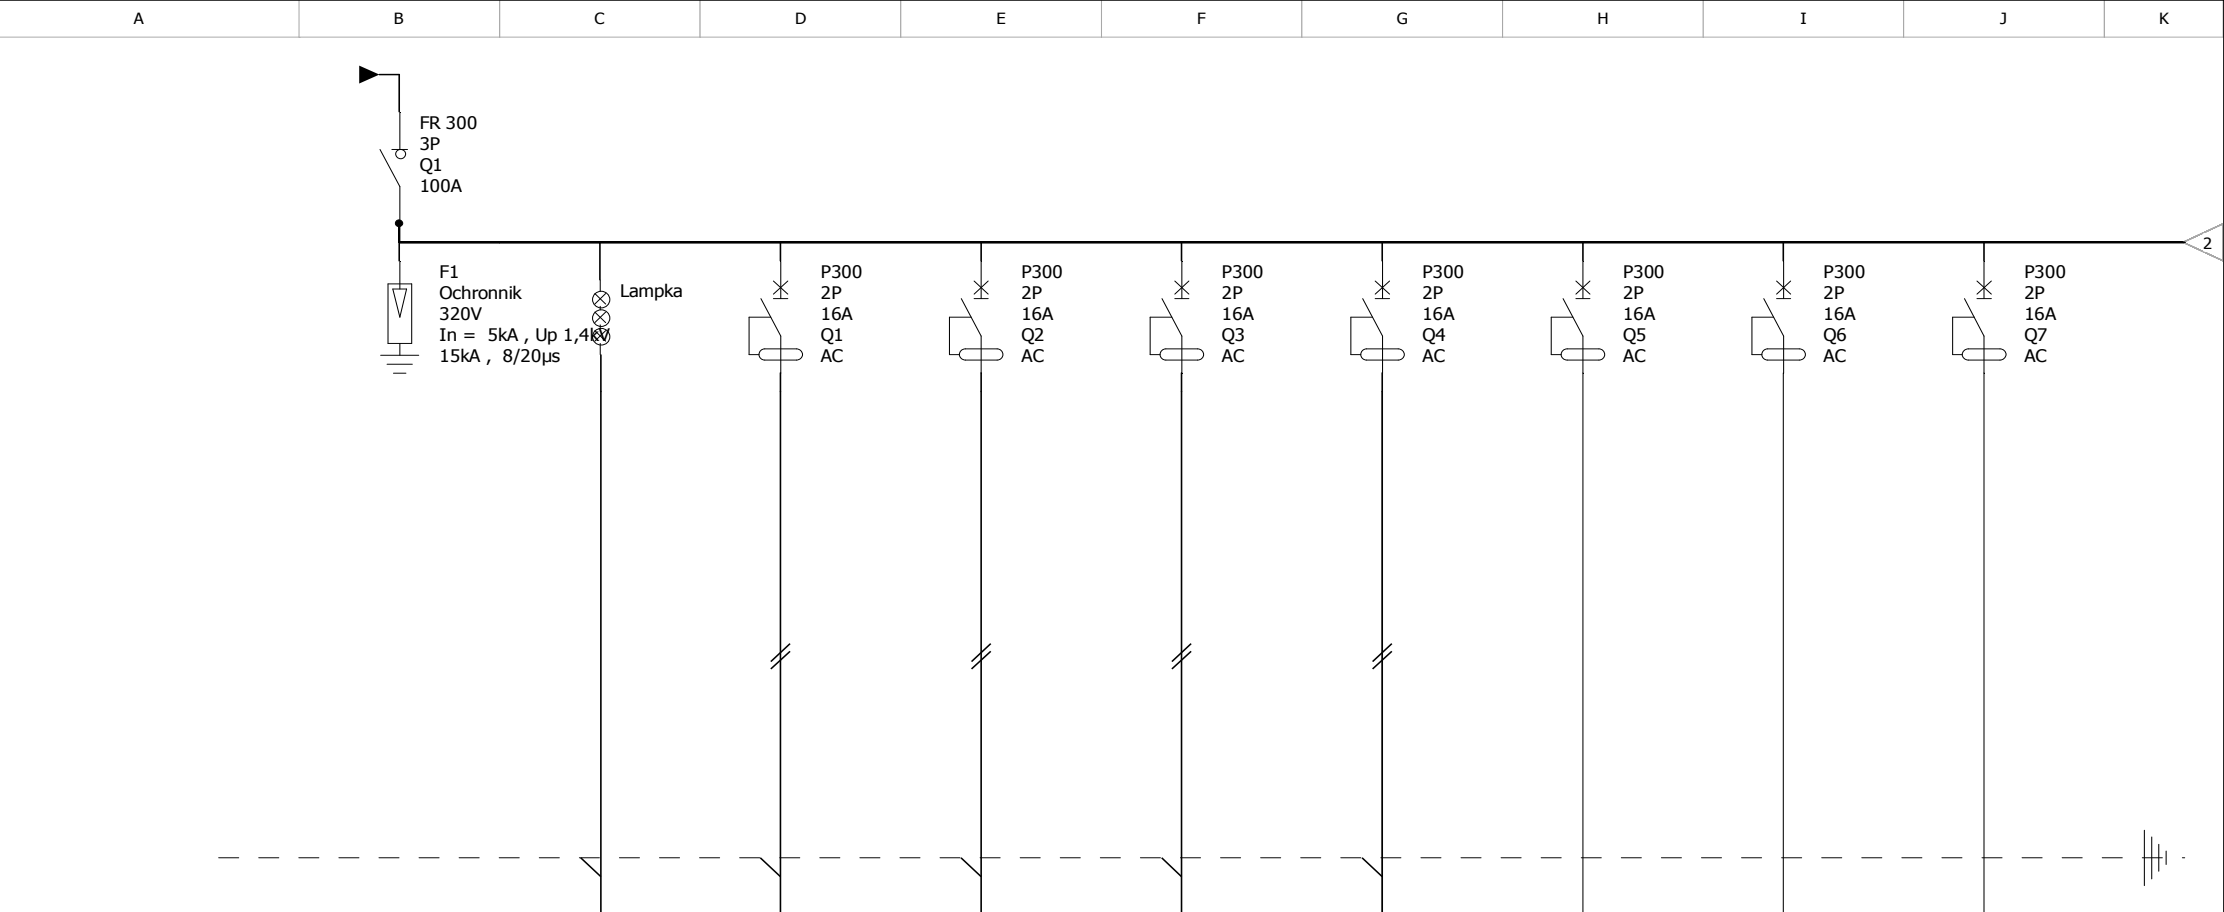 A B C D E F G H I J K
FR 300
3P
Q1
100A
2
F1
Ochronnik
320V
In =  5kA , Up 1,4kV
15kA ,  8/20µs
Lampka
P300
2P
16A
Q1
AC
P300
2P
16A
Q2
AC
P300
2P
16A
Q3
AC
P300
2P
16A
Q4
AC
P300
2P
16A
Q5
AC
P300
2P
16A
Q6
AC
P300
2P
16A
Q7
AC